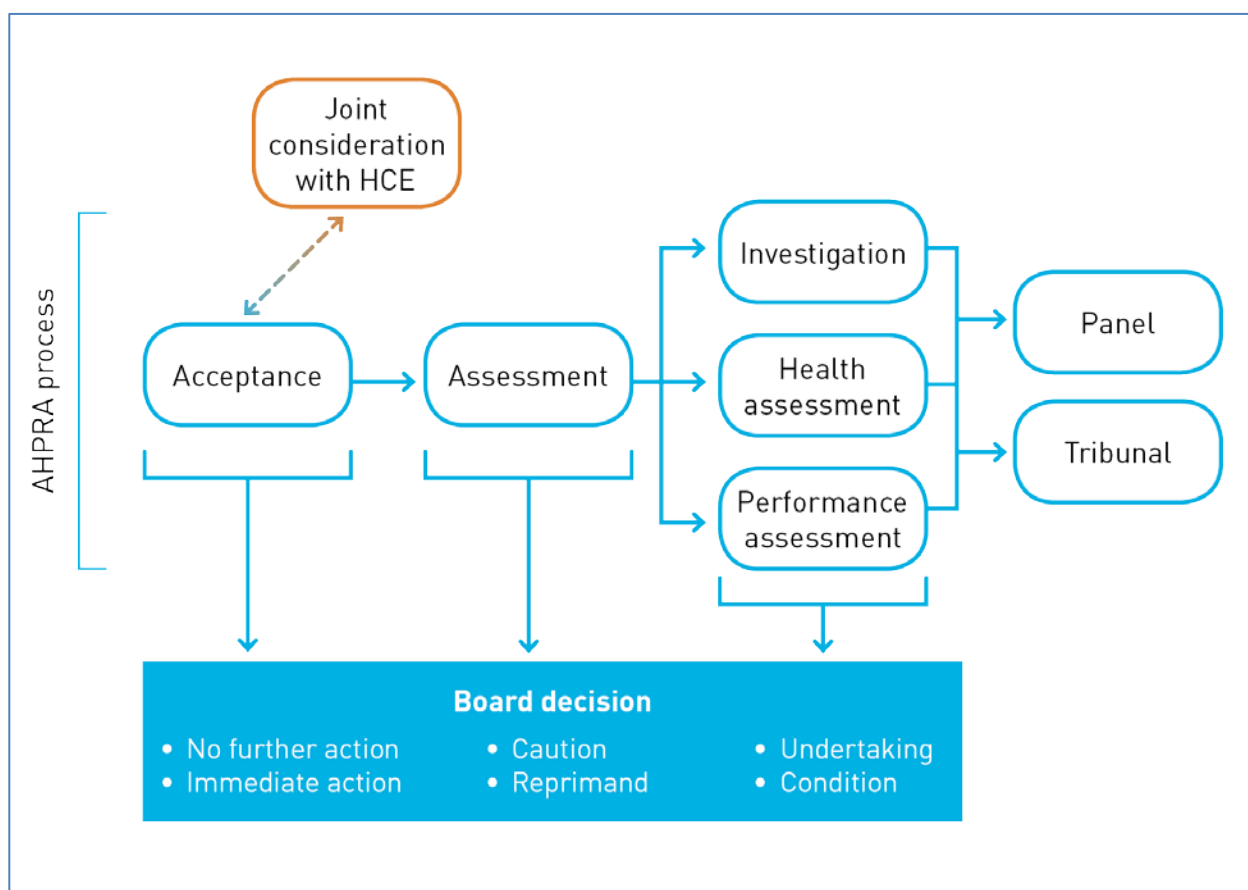 Joint
consideration
with HCE
AHPRA process
Acceptance
Assessment
Investigation
Health
assessment
Performance
assessment
Panel
Tribunal
Board decision
• No further action
• Immediate action
• Caution
• Reprimand
• Undertaking
• Condition